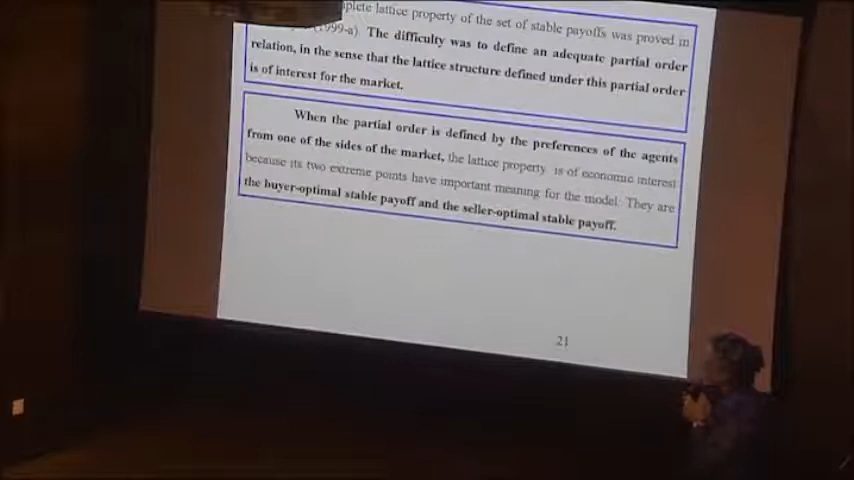 lattice property of the set of stable payoffs was proved in
The difficulty was to define an adequate partial order
relation, in the sense that the lattice structure defined under this partial order
is of interest for the market.
When the partial order is defined by the preferences of the agents
from one of the sides of the market, the lattice property is of economic interest
because its two extreme points have important meaning for the model. They are
the buyer-optimal stable payoff and the seller-optimal stable payoff.
21